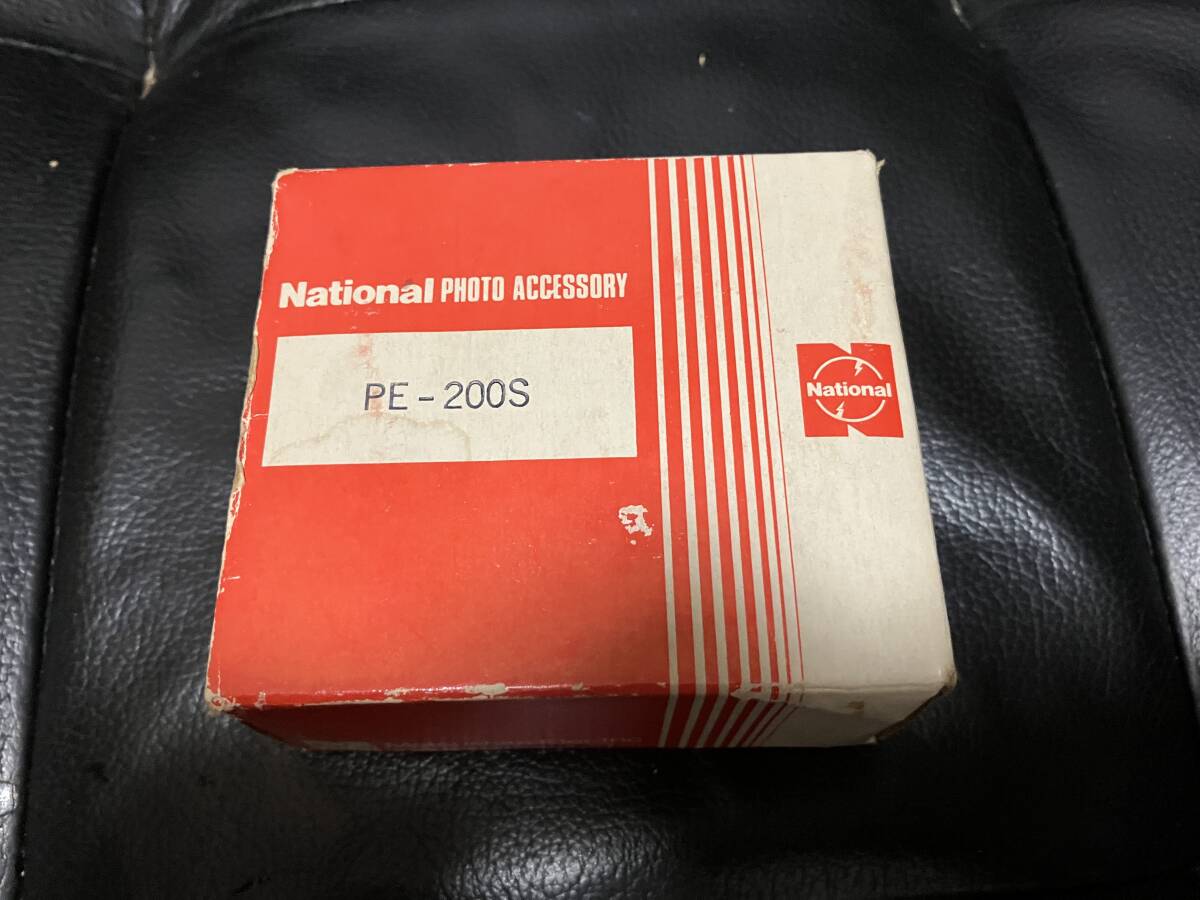 National PHOTO ACCESSORY
PE-200S
National